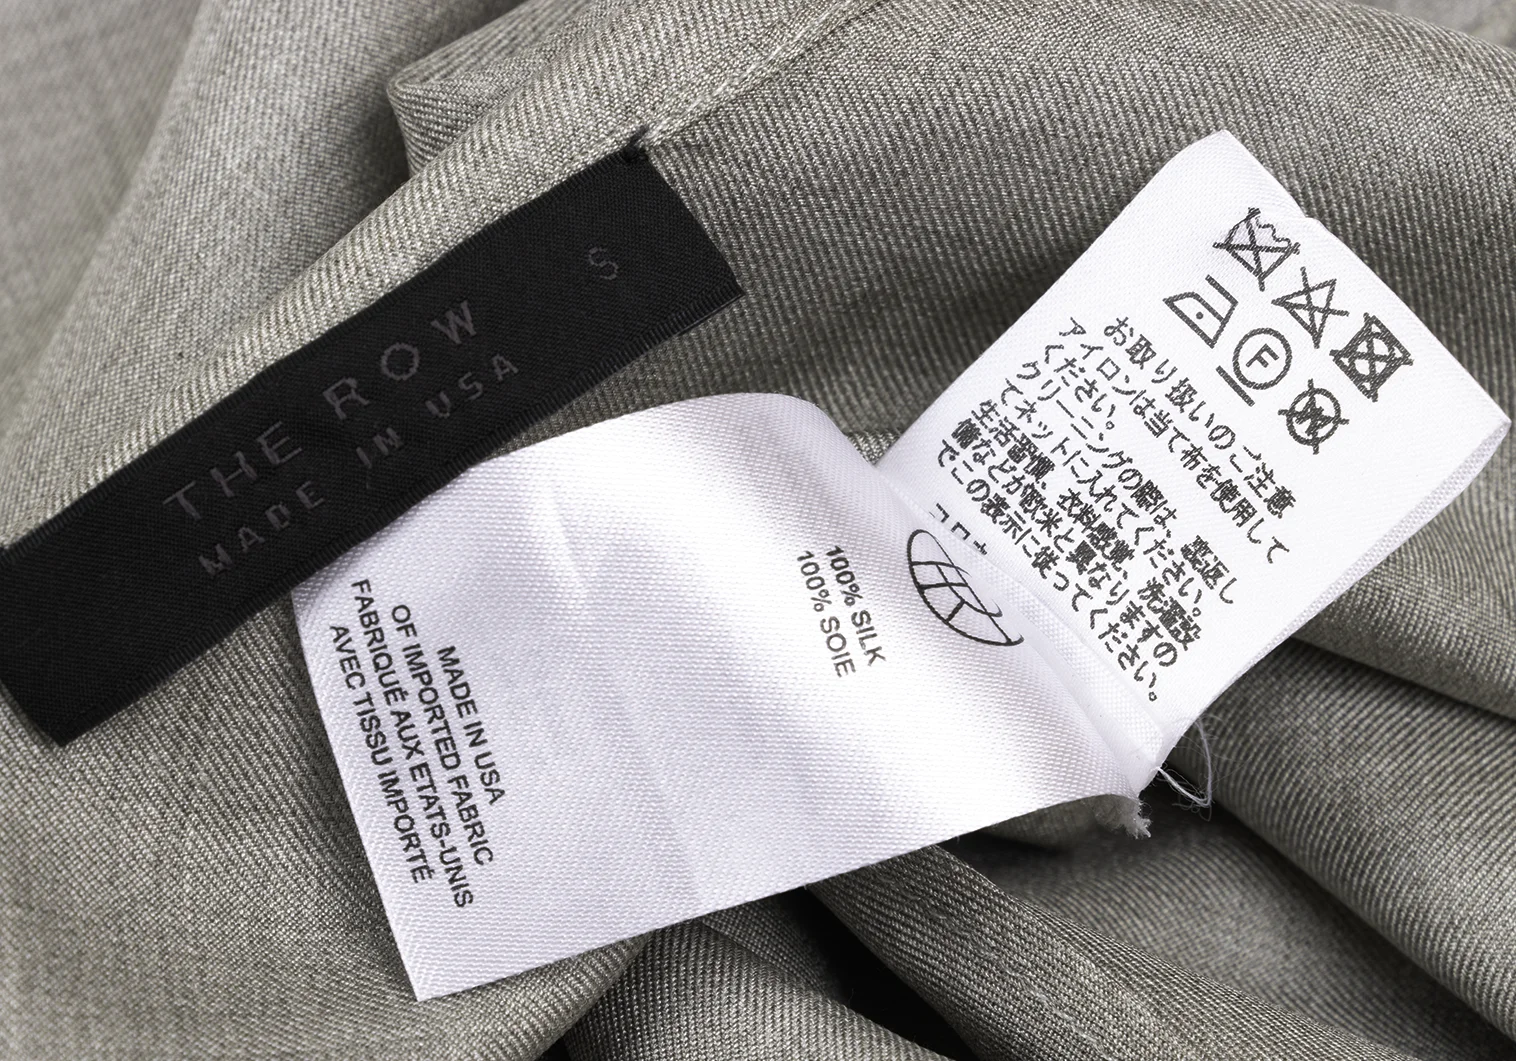 THE ROW
S
MADE IN USA
100% SILK
100% SOIE
MADE IN USA
OF IMPORTED FABRIC
FABRIQUÉ AUX ETATS-UNIS
AVEC TISSU IMPORTÉ
F
お取り扱いのご注意
アイロンは当て布を使用して
ください。
クリーニングの際は、裏返し
てネットに入れてください。
生活習慣、衣料感覚、洗濯設
備などが欧米と異なりますの
でこの表示に従ってください。